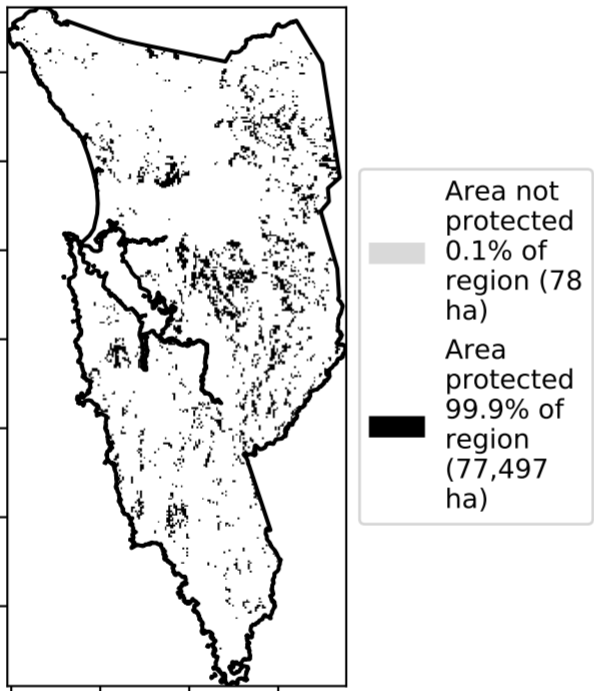 Area not
protected
0.1% of
region (78
ha)
Area
protected
99.9% of
region
(77,497
ha)